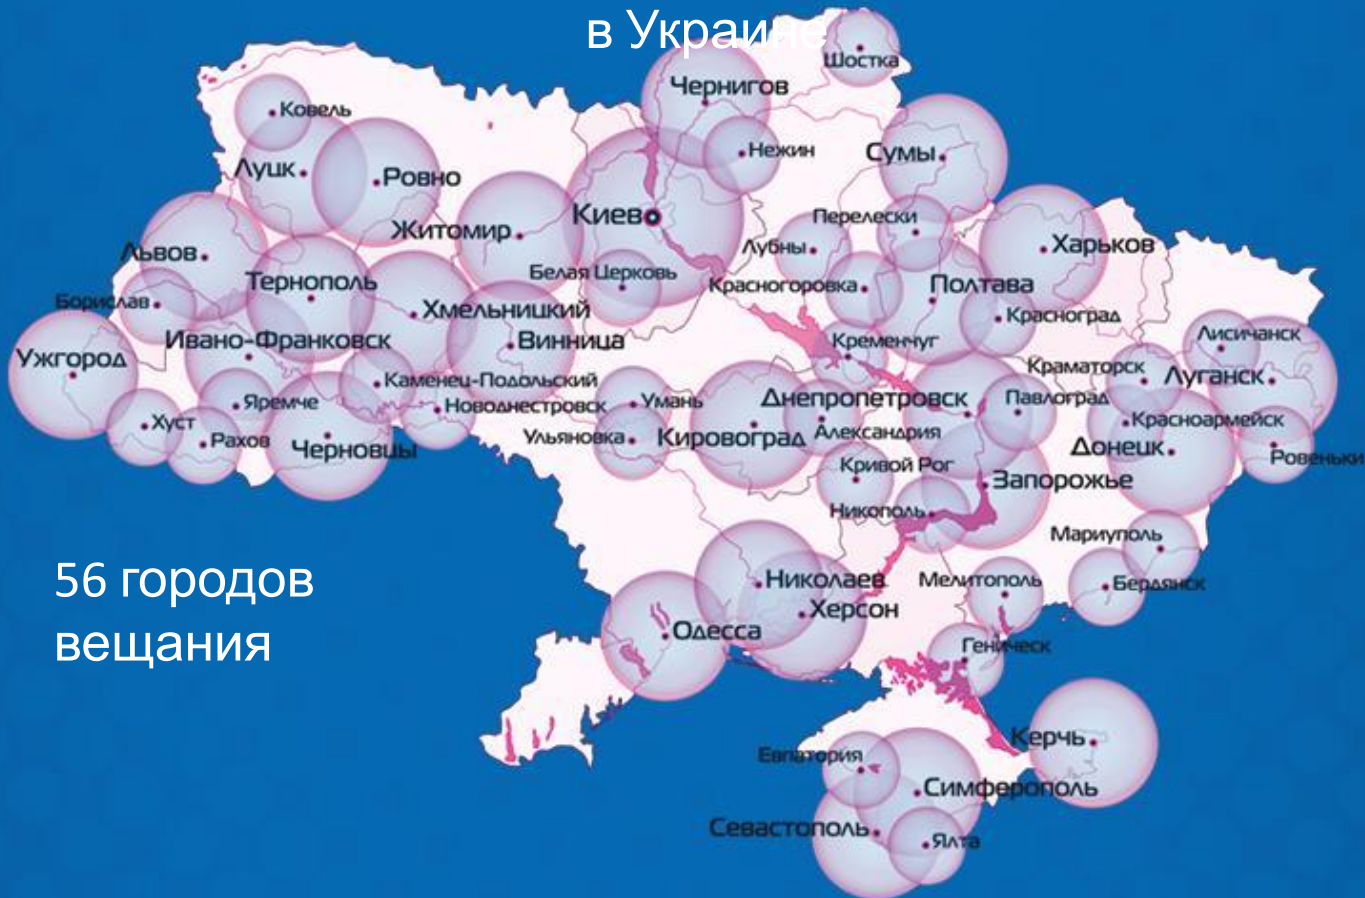 в Украине
Шостка
Чернигов
Ковель
Нежин
Сумы
Луцк
Ровно
Киев
Перелески
Житомир
Лубны
Харьков
Львов
Белая Церковь
Тернополь
Красногоровка
Полтава
Борислав
Хмельницкий
Красноград
Ивано-Франковск
Винница
Кременчуг
Лисичанск
Ужгород
Краматорск
Луганск
Каменец-Подольский
Яремче
Новоднестровск
Умань
Днепропетровск
Павлоград
Хуст
Рахов
Черновцы
Ульяновка
Кировоград
Александрия
Красноармейск
Донецк
Ровеньки
Кривой Рог
Запорожье
Никополь
Мариуполь
Николаев
Мелитополь
Бердянск
56 городов
вещания
Херсон
Одесса
Геническ
Керчь
Евпатория
Симферополь
Севастополь
Ялта